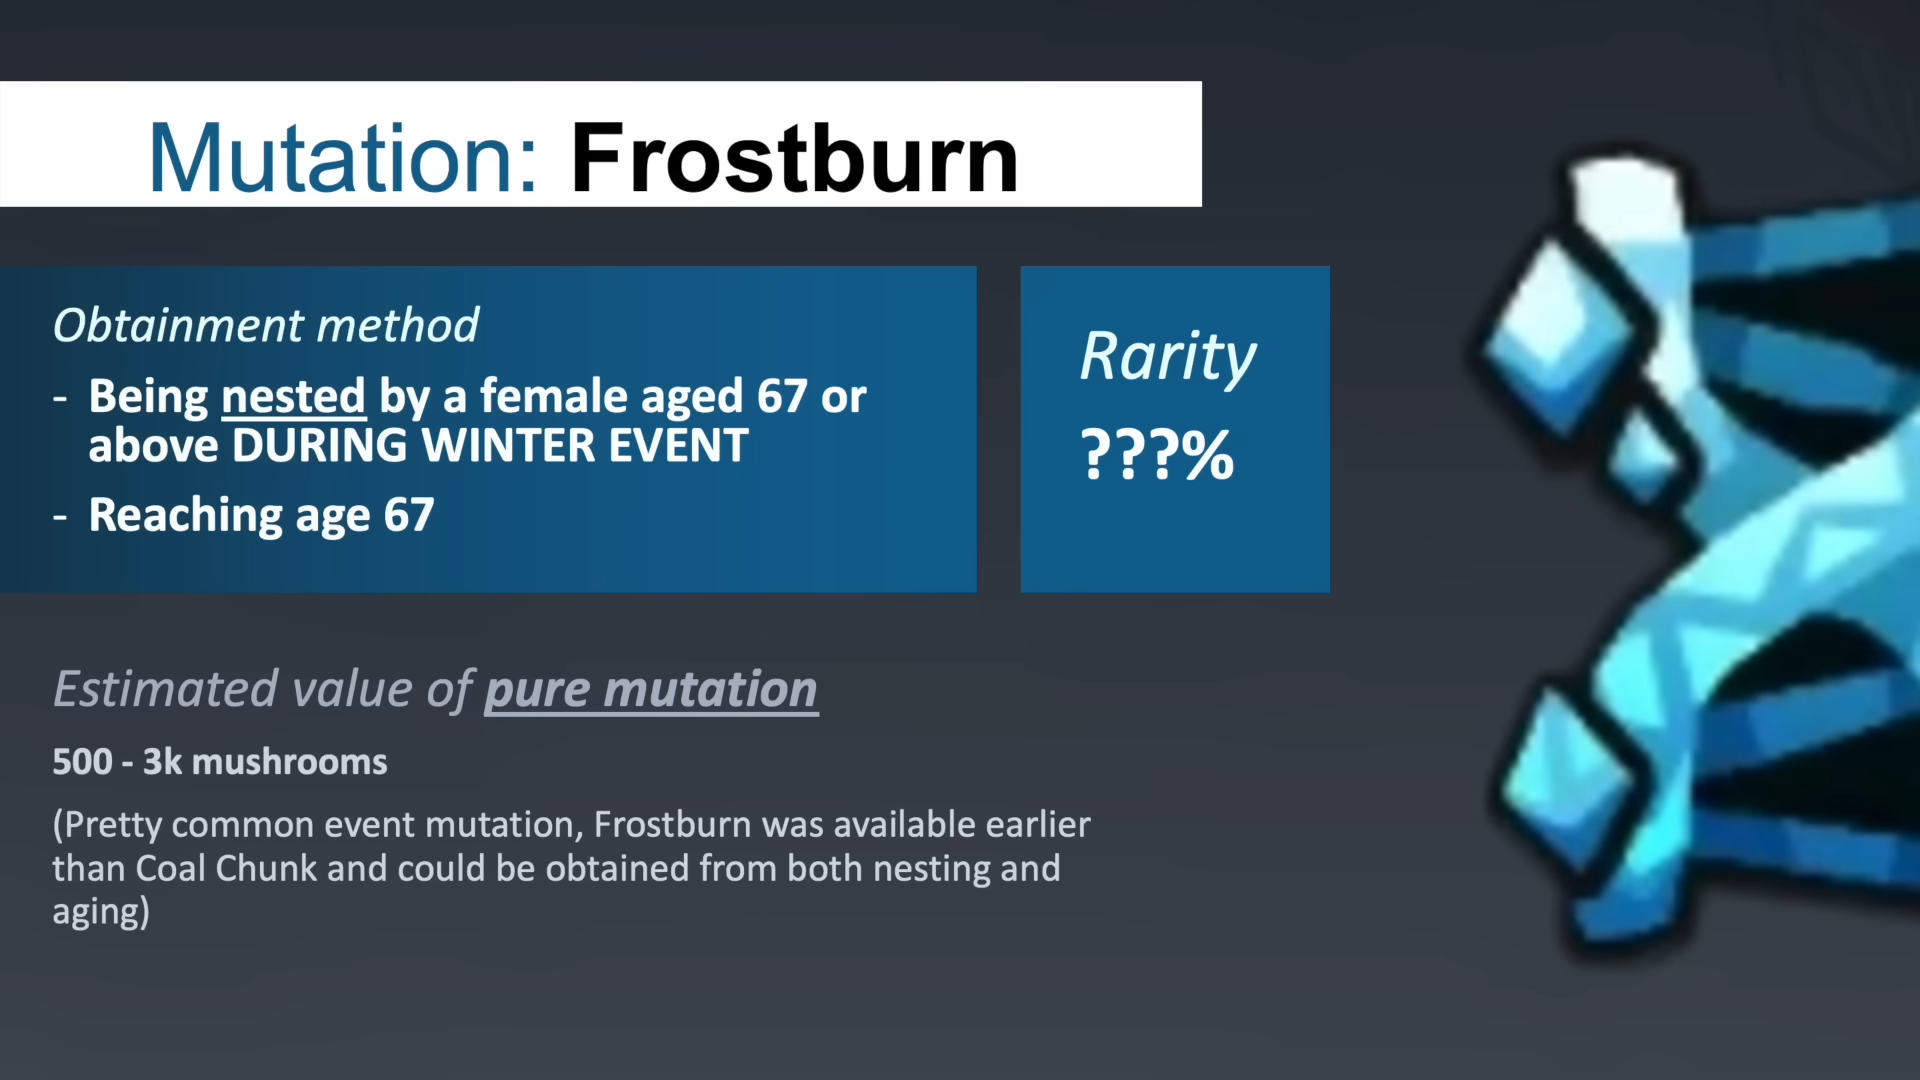 Mutation: Frostburn
Obtainment method
- Being nested by a female aged 67 or
above DURING WINTER EVENT
- Reaching age 67
Rarity
???%
Estimated value of pure mutation
500 - 3k mushrooms
(Pretty common event mutation, Frostburn was available earlier
than Coal Chunk and could be obtained from both nesting and
aging)